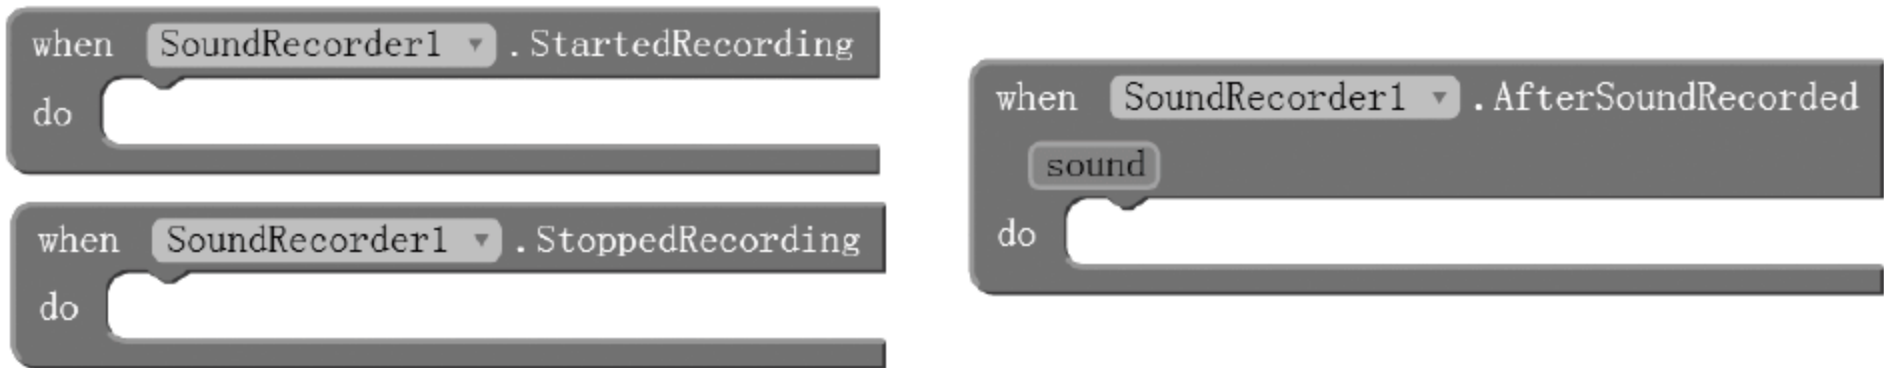 when SoundRecorder1 ▾ .StartedRecording
do
when SoundRecorder1 ▾ .StoppedRecording
do
when SoundRecorder1 ▾ .AfterSoundRecorded
sound
do